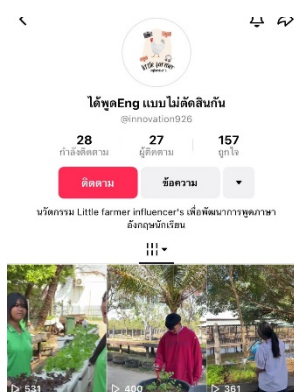 little farmer
ได้พูดEng แบบไม่ตัดสินกัน
@innovation926
28 27 157
กำลังติดตาม ผู้ติดตาม ถูกใจ
ติดตาม ข้อความ
นวัตกรรม Little farmer influencer's เพื่อพัฒนาการพูดภาษา
อังกฤษนักเรียน
531 400 361